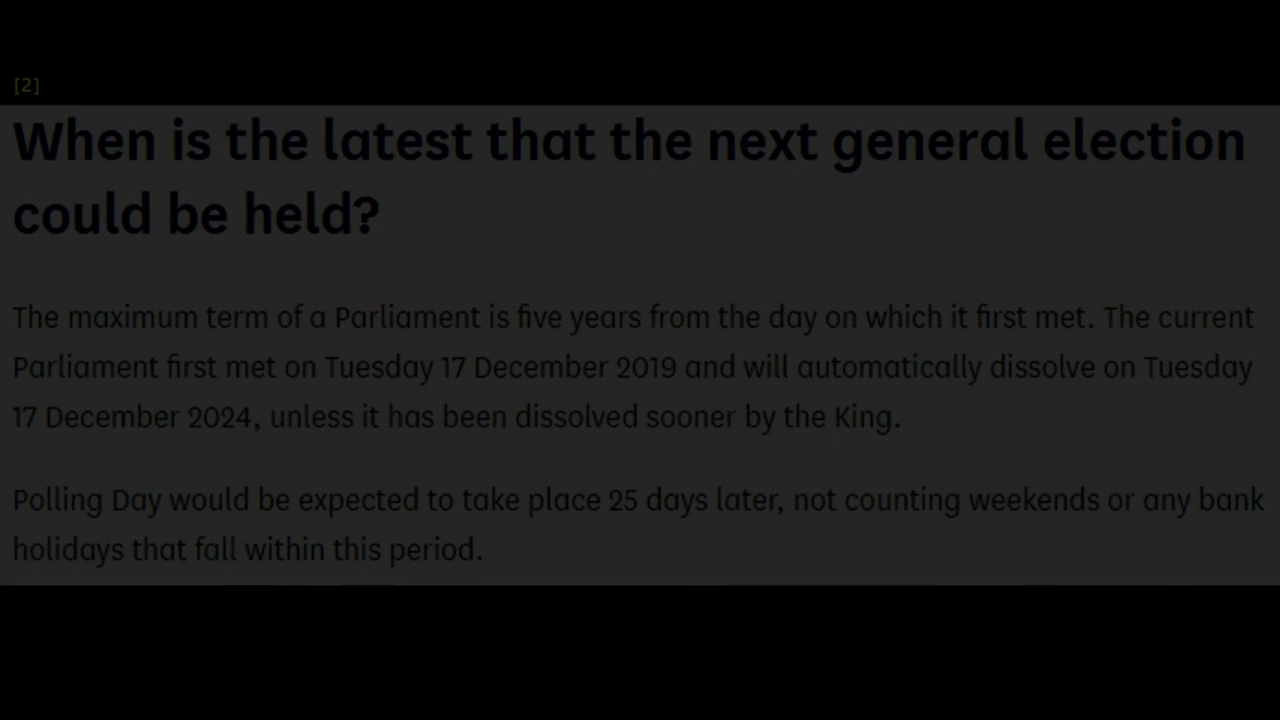 [2]
When is the latest that the next general election
could be held?
The maximum term of a Parliament is five years from the day on which it first met. The current
Parliament first met on Tuesday 17 December 2019 and will automatically dissolve on Tuesday
17 December 2024, unless it has been dissolved sooner by the King.
Polling Day would be expected to take place 25 days later, not counting weekends or any bank
holidays that fall within this period.